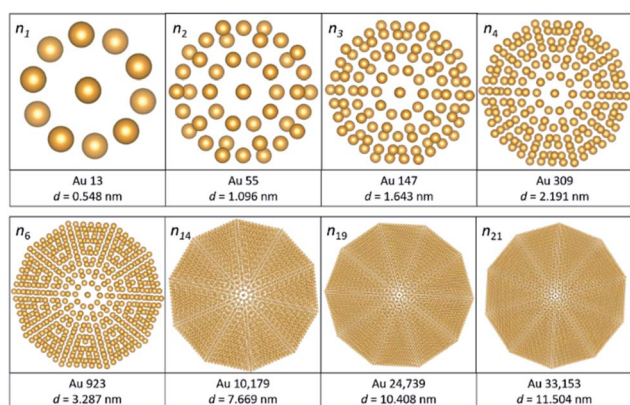 n1 n2 n3 n4
Au 13 Au 55 Au 147 Au 309
d = 0.548 nm d = 1.096 nm d = 1.643 nm d = 2.191 nm
n6 n14 n19 n21
Au 923 Au 10,179 Au 24,739 Au 33,153
d = 3.287 nm d = 7.669 nm d = 10.408 nm d = 11.504 nm